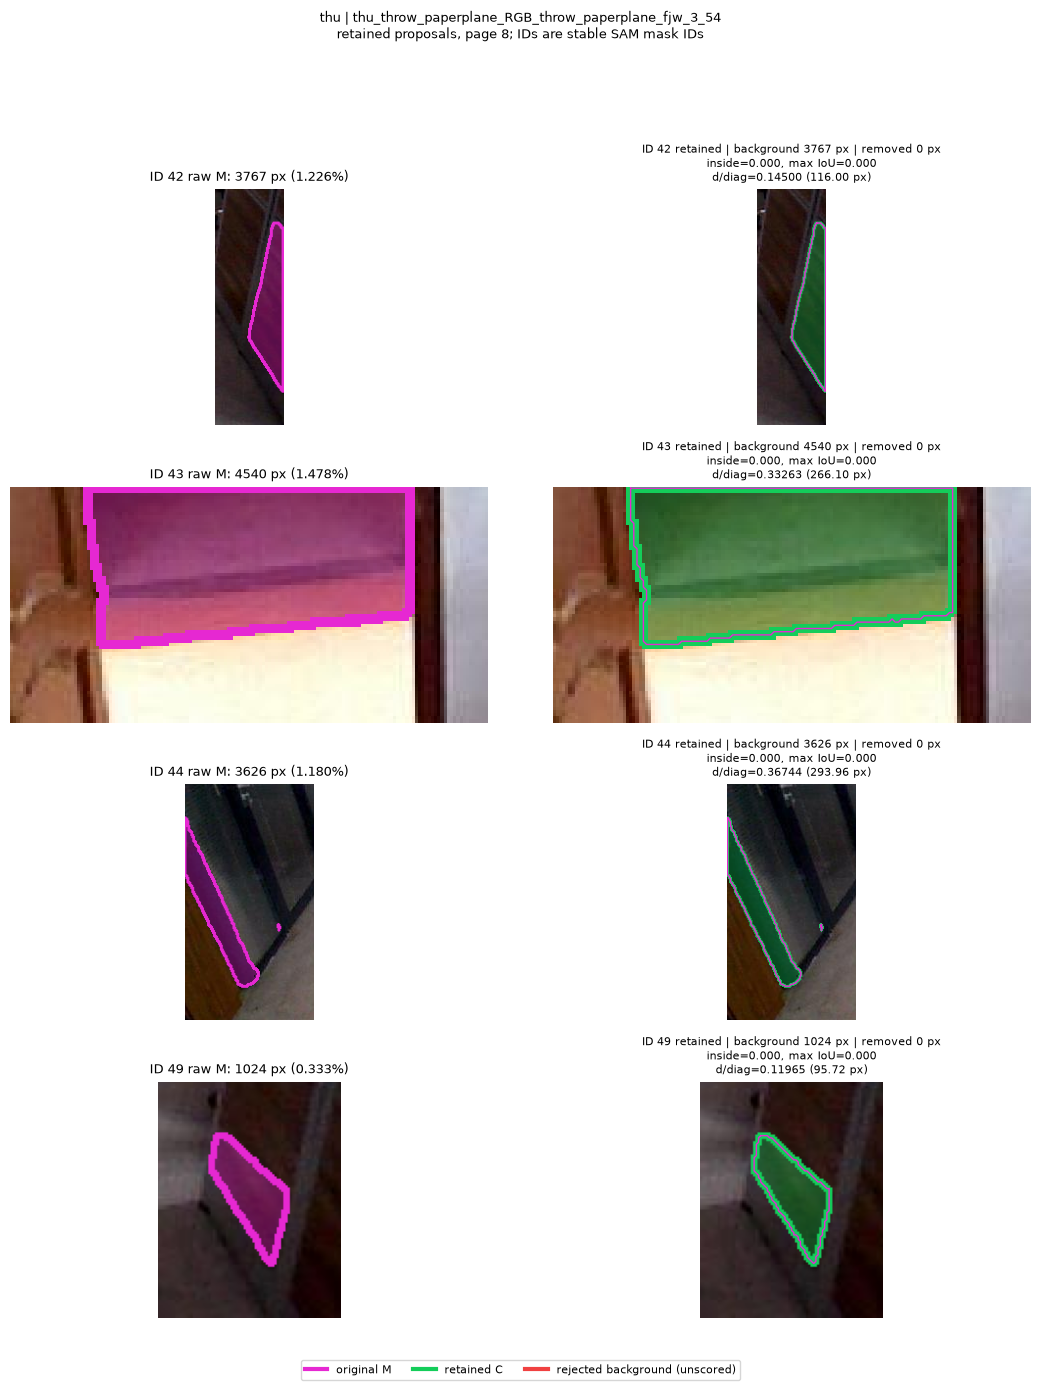 thu | thu_throw_paperplane_RGB_throw_paperplane_fjw_3_54
retained proposals, page 8; IDs are stable SAM mask IDs
ID 42 raw M: 3767 px (1.226%)
ID 42 retained | background 3767 px | removed 0 px
inside=0.000, max IoU=0.000
d/diag=0.14500 (116.00 px)
ID 43 raw M: 4540 px (1.478%)
ID 43 retained | background 4540 px | removed 0 px
inside=0.000, max IoU=0.000
d/diag=0.33263 (266.10 px)
ID 44 raw M: 3626 px (1.180%)
ID 44 retained | background 3626 px | removed 0 px
inside=0.000, max IoU=0.000
d/diag=0.36744 (293.96 px)
ID 49 raw M: 1024 px (0.333%)
ID 49 retained | background 1024 px | removed 0 px
inside=0.000, max IoU=0.000
d/diag=0.11965 (95.72 px)
original M
retained C
rejected background (unscored)